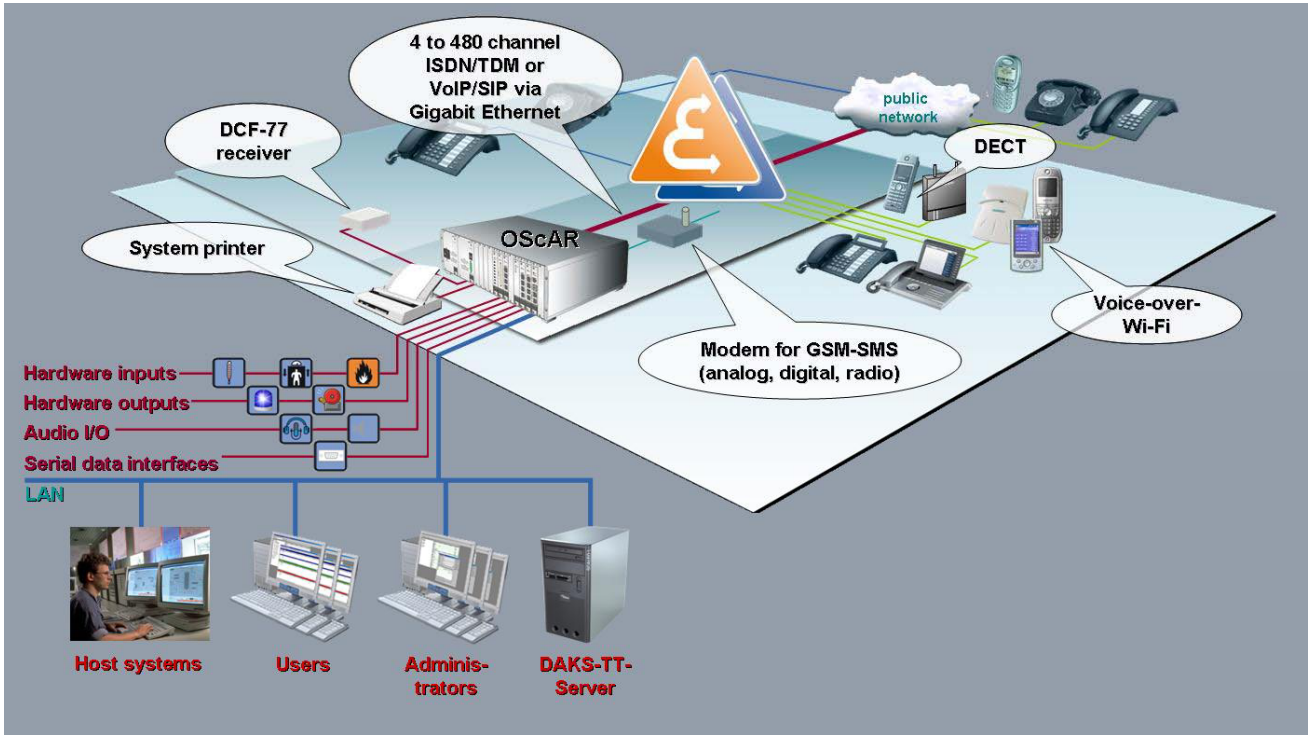 4 to 480 channel
ISDN/TDM or
VoIP/SIP via
Gigabit Ethernet
public
network
DCF-77
receiver
DECT
System printer
OScAR
Voice-over-
Wi-Fi
Modem for GSM-SMS
(analog, digital, radio)
Hardware inputs
Hardware outputs
Audio I/O
Serial data interfaces
LAN
Host systems
Users
Adminis-
trators
DAKS-TT-
Server